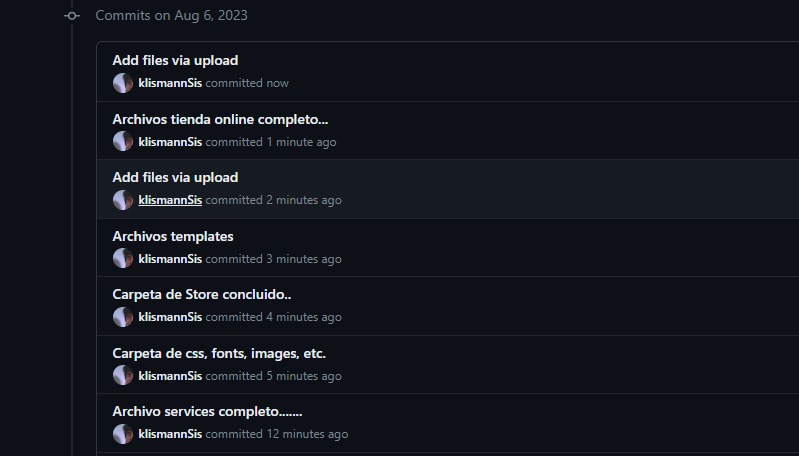 Commits on Aug 6, 2023
Add files via upload
klismannSis committed now
Archivos tienda online completo...
klismannSis committed 1 minute ago
Add files via upload
klismannSis committed 2 minutes ago
Archivos templates
klismannSis committed 3 minutes ago
Carpeta de Store concluido..
klismannSis committed 4 minutes ago
Carpeta de css, fonts, images, etc.
klismannSis committed 5 minutes ago
Archivo services completo.......
klismannSis committed 12 minutes ago